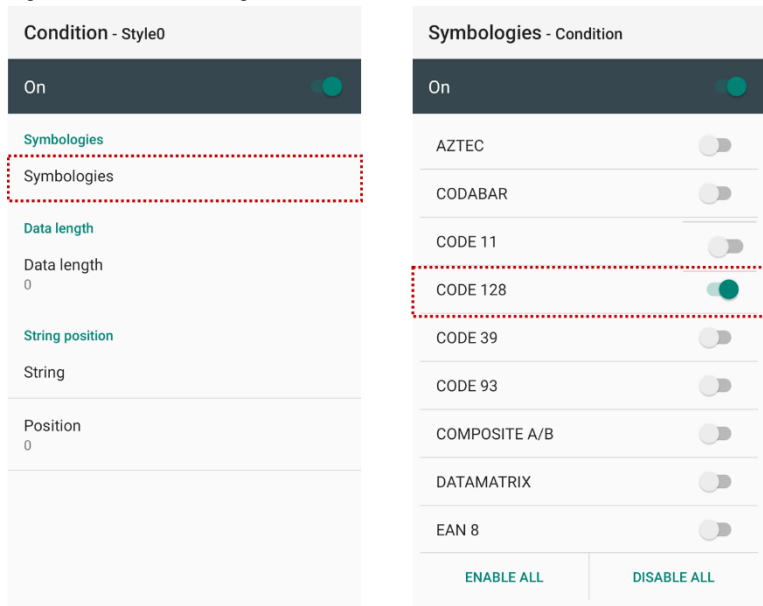 Condition - Style0
On
Symbologies
Symbologies
Data length
Data length
0
String position
String
Position
0
Symbologies - Condition
On
AZTEC
CODABAR
CODE 11
CODE 128
CODE 39
CODE 93
COMPOSITE A/B
DATAMATRIX
EAN 8
ENABLE ALL DISABLE ALL